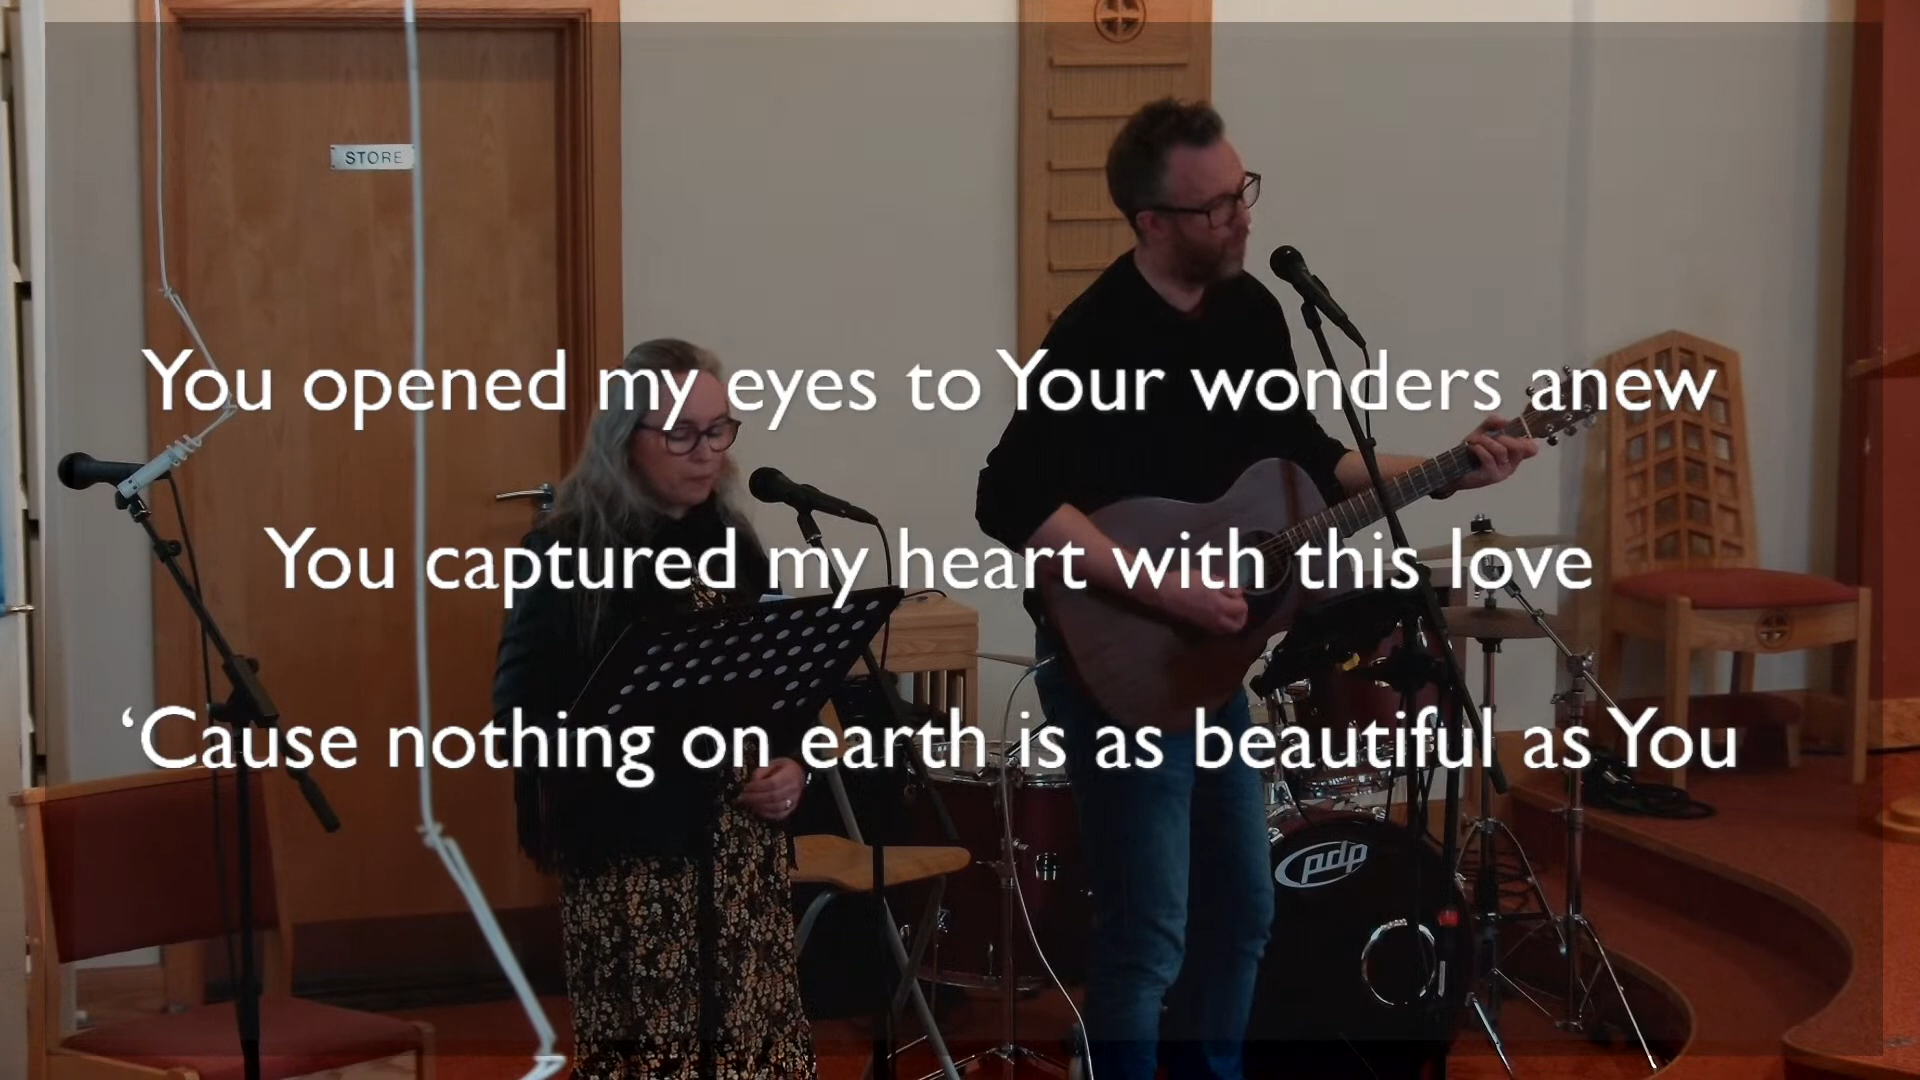 STORE
You opened my eyes to Your wonders anew
You captured my heart with this love
‘Cause nothing on earth is as beautiful as You
pdp